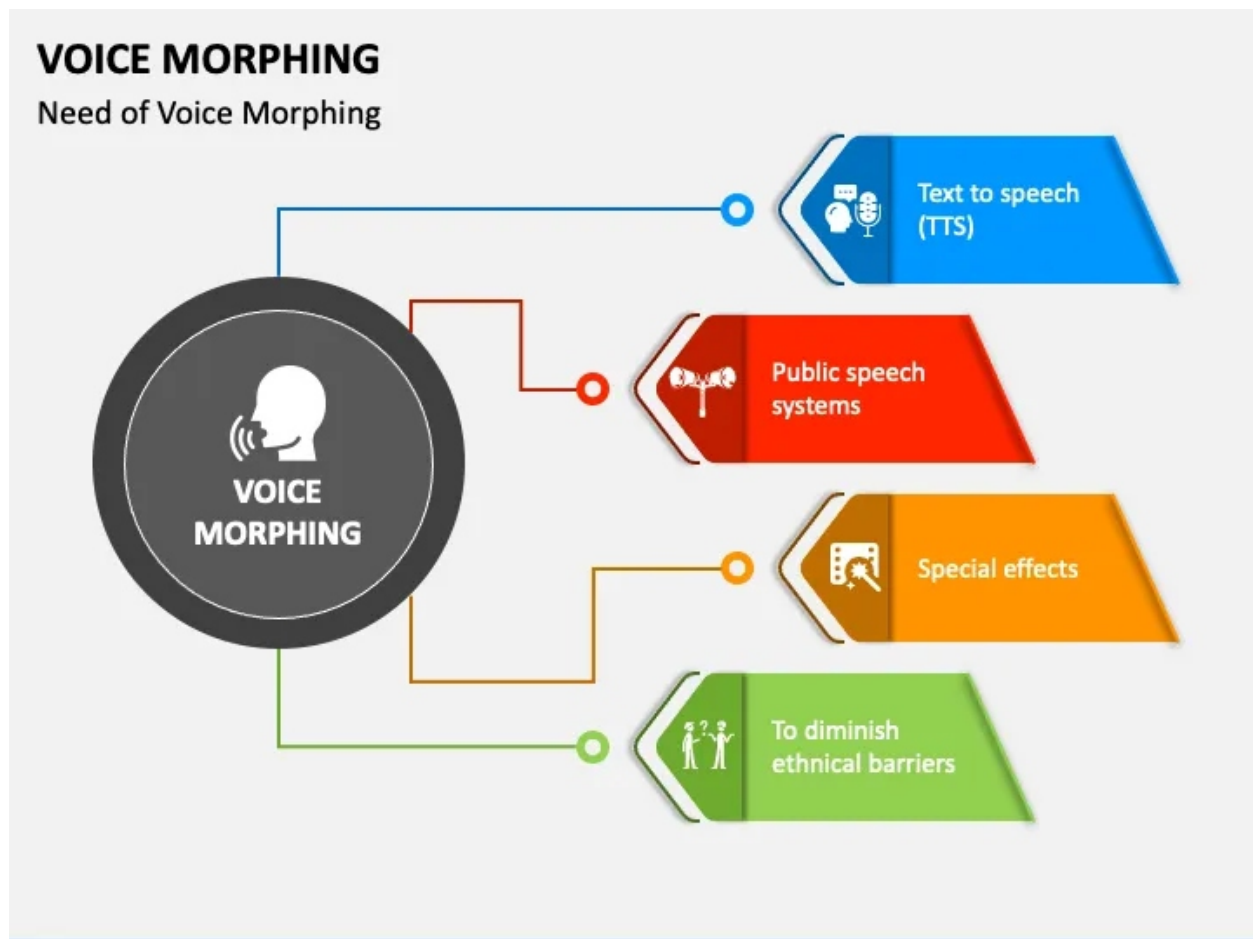 VOICE MORPHING
Need of Voice Morphing
VOICE
MORPHING
Text to speech
(TTS)
Public speech
systems
Special effects
To diminish
ethnical barriers